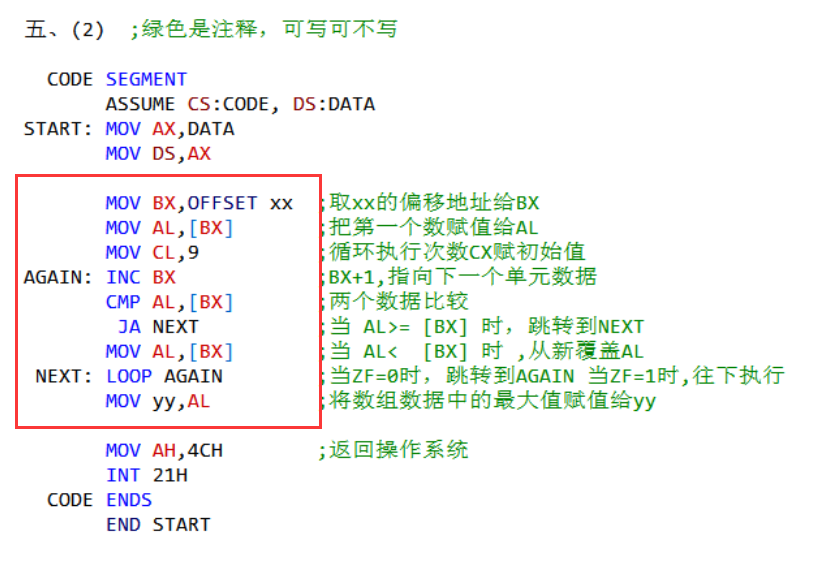 五、(2) ;绿色是注释，可写可不写
CODE SEGMENT
ASSUME CS:CODE, DS:DATA
START: MOV AX,DATA
MOV DS,AX
MOV BX,OFFSET xx ;取xx的偏移地址给BX
MOV AL,[BX] ;把第一个数赋值给AL
MOV CL,9 ;循环执行次数CX赋初始值
AGAIN: INC BX ;BX+1,指向下一个单元数据
CMP AL,[BX] ;两个数据比较
JA NEXT ;当 AL>= [BX] 时，跳转到NEXT
MOV AL,[BX] ;当 AL< [BX] 时 ,从新覆盖AL
NEXT: LOOP AGAIN ;当ZF=0时，跳转到AGAIN 当ZF=1时,往下执行
MOV yy,AL ;将数组数据中的最大值赋值给yy
MOV AH,4CH ;返回操作系统
INT 21H
CODE ENDS
END START